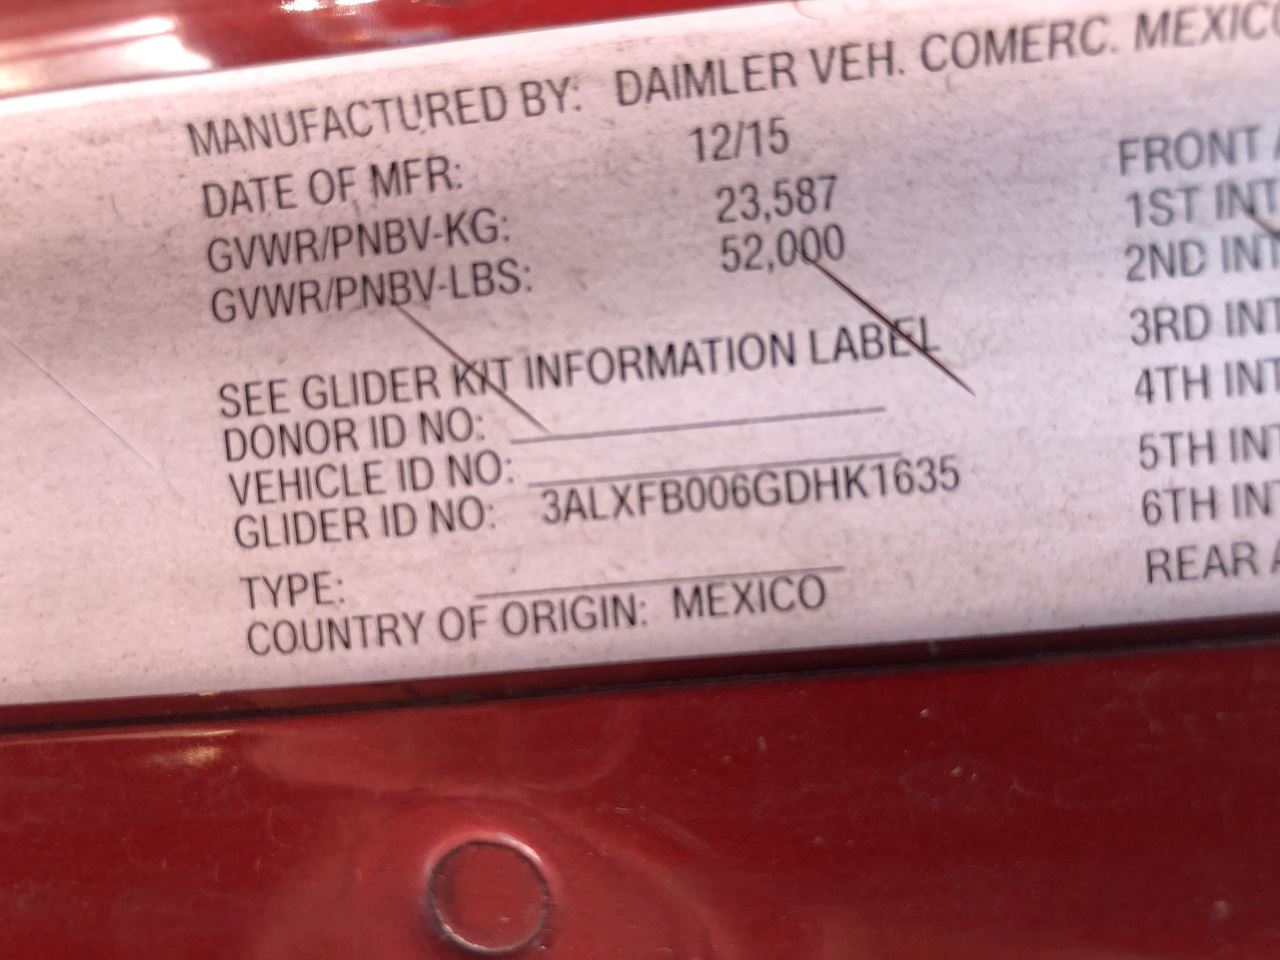 MANUFACTURED BY: DAIMLER VEH. COMERC. MEXICO
DATE OF MFR: 12/15
GVWR/PNBV-KG: 23,587
GVWR/PNBV-LBS: 52,000
SEE GLIDER KIT INFORMATION LABEL
DONOR ID NO:
VEHICLE ID NO:
GLIDER ID NO: 3ALXFB006GDHK1635
TYPE:
COUNTRY OF ORIGIN: MEXICO
FRONT
1ST INT
2ND INT
3RD INT
4TH INT
5TH INT
6TH INT
REAR